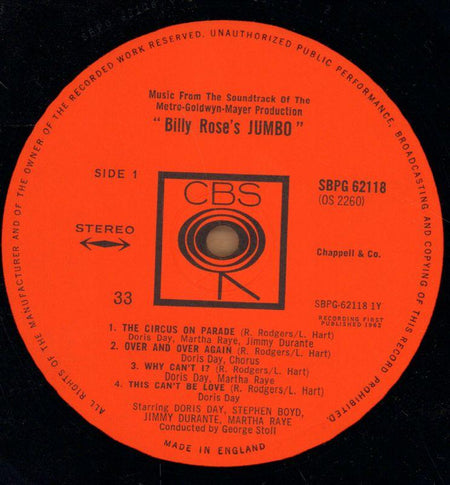 ALL RIGHTS OF THE MANUFACTURER AND OF THE OWNER OF THE RECORDED WORK RESERVED. UNAUTHORIZED PUBLIC PERFORMANCE, BROADCASTING AND COPYING OF THIS RECORD PROHIBITED.
Music From The Soundtrack Of The
Metro-Goldwyn-Mayer Production
" Billy Rose's JUMBO "
SIDE 1
CBS
SBPG 62118
(OS 2260)
STEREO
Chappell & Co.
33
SBPG-62118 1Y
RECORDING FIRST
PUBLISHED 1962
1. THE CIRCUS ON PARADE (R. Rodgers/L. Hart)
Doris Day, Martha Raye, Jimmy Durante
2. OVER AND OVER AGAIN (R. Rodgers/L. Hart)
Doris Day, Chorus
3. WHY CAN'T I? (R. Rodgers/L. Hart)
Doris Day, Martha Raye
4. THIS CAN'T BE LOVE (R. Rodgers/L. Hart)
Doris Day
Starring DORIS DAY, STEPHEN BOYD,
JIMMY DURANTE, MARTHA RAYE
Conducted by George Stoll
MADE IN ENGLAND